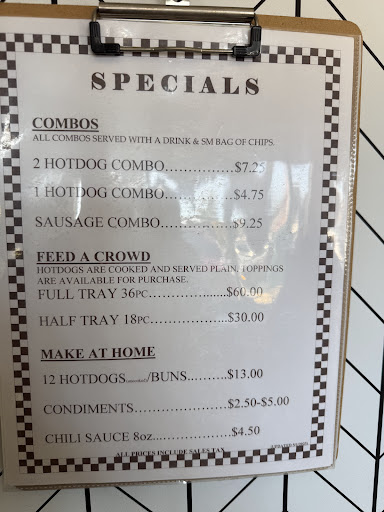 SPECIALS
COMBOS
ALL COMBOS SERVED WITH A DRINK & SM BAG OF CHIPS.
2 HOTDOG COMBO……………$7.25
1 HOTDOG COMBO……………$4.75
SAUSAGE COMBO……………$9.25
FEED A CROWD
HOTDOGS ARE COOKED AND SERVED PLAIN. TOPPINGS
ARE AVAILABLE FOR PURCHASE.
FULL TRAY 36PC……………......$60.00
HALF TRAY 18PC………………$30.00
MAKE AT HOME
12 HOTDOGS /BUNS...……..$13.00
CONDIMENTS………………$2.50-$5.00
CHILI SAUCE 8oz...……………$4.50
ALL PRICES INCLUDE SALES TAX